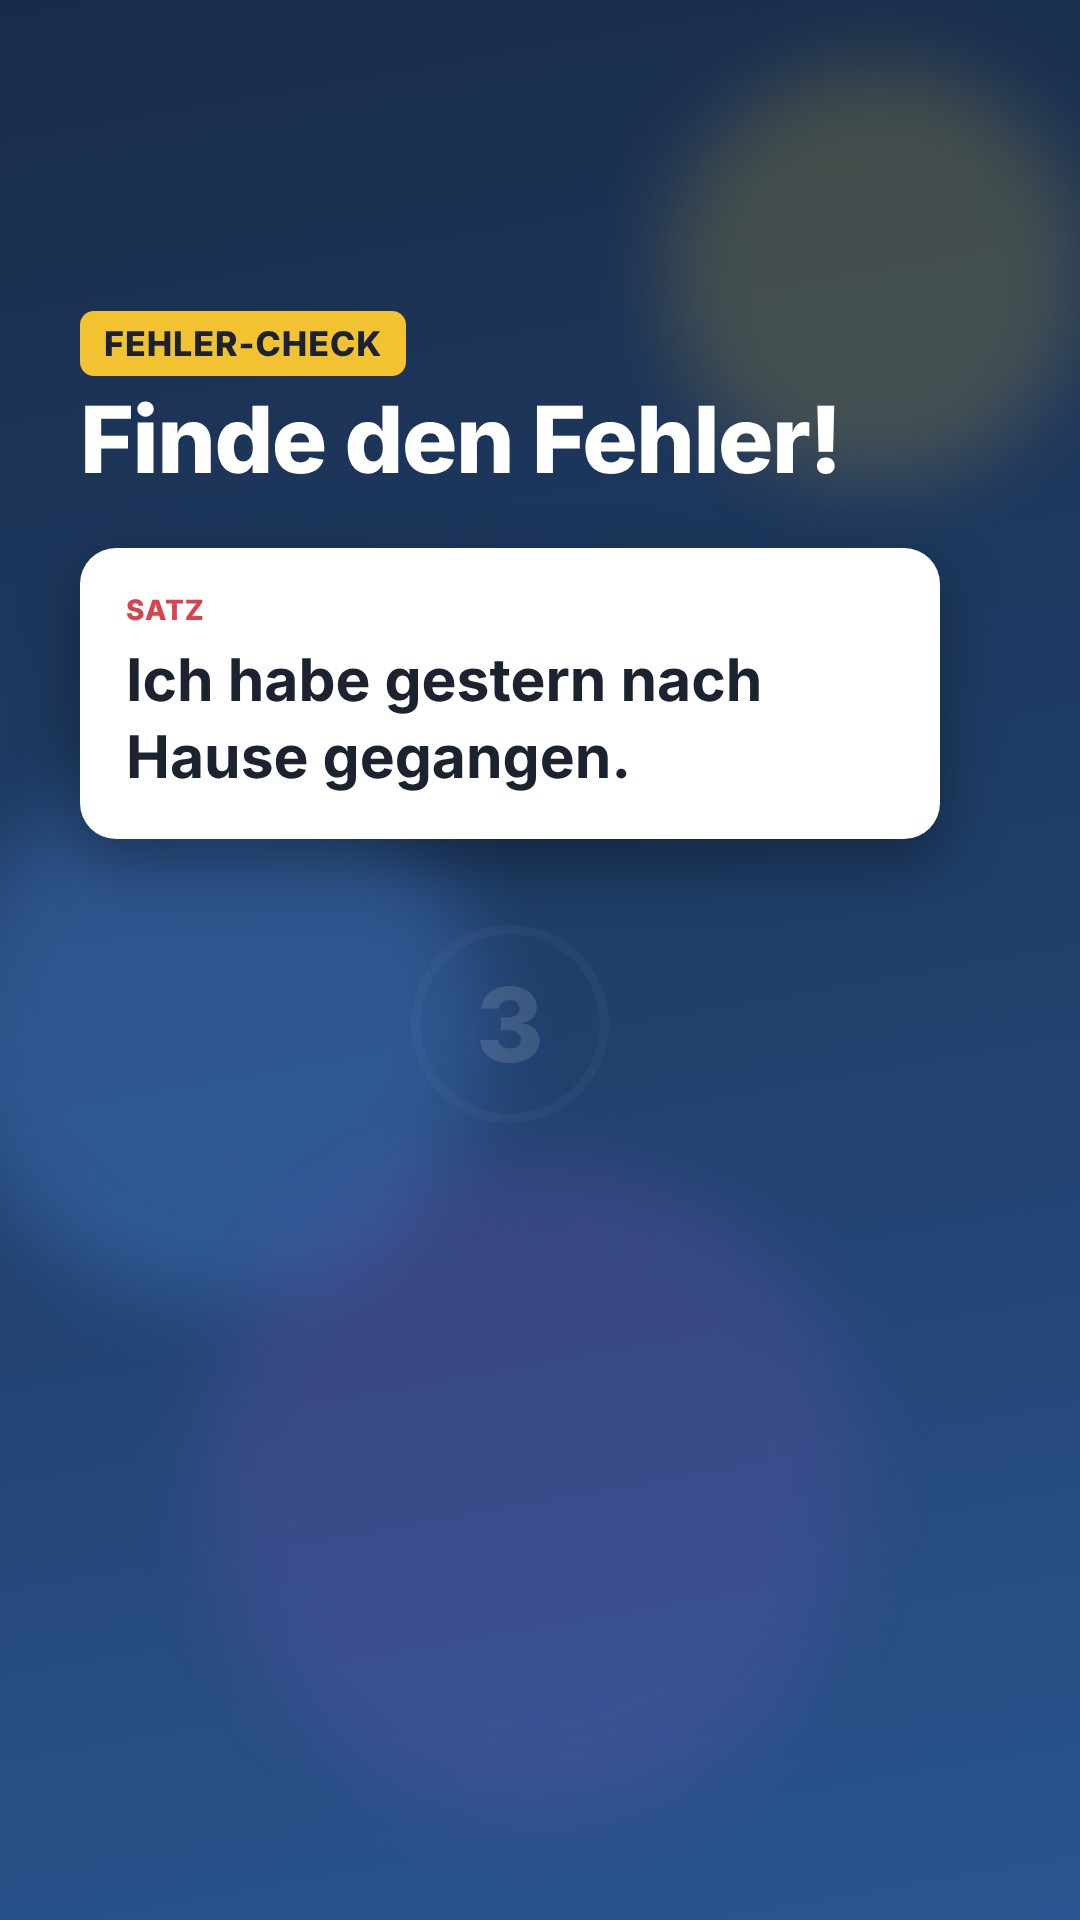 FEHLER-CHECK
Finde den Fehler!
SATZ
Ich habe gestern nach
Hause gegangen.
3